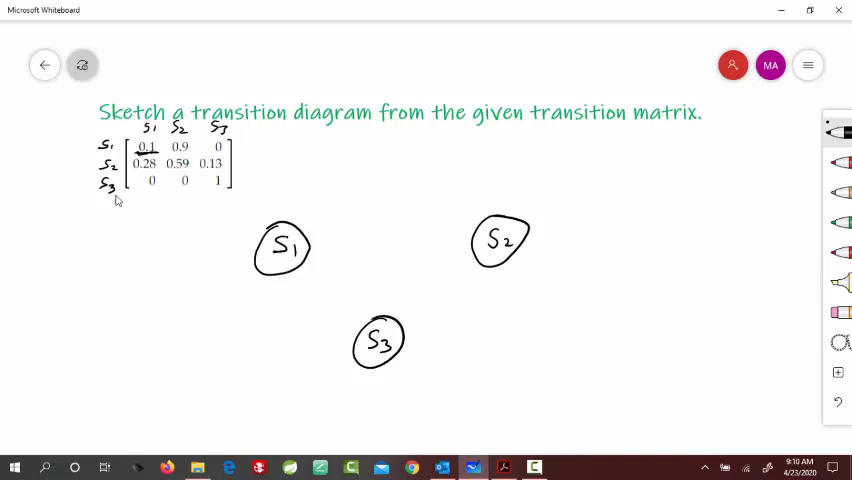 Microsoft Whiteboard
MA
Sketch a transition diagram from the given transition matrix.
S1 S2 S3
S1 0.1 0.9 0
S2 0.28 0.59 0.13
S3 0 0 1
S1
S2
S3
9:10 AM
4/23/2020